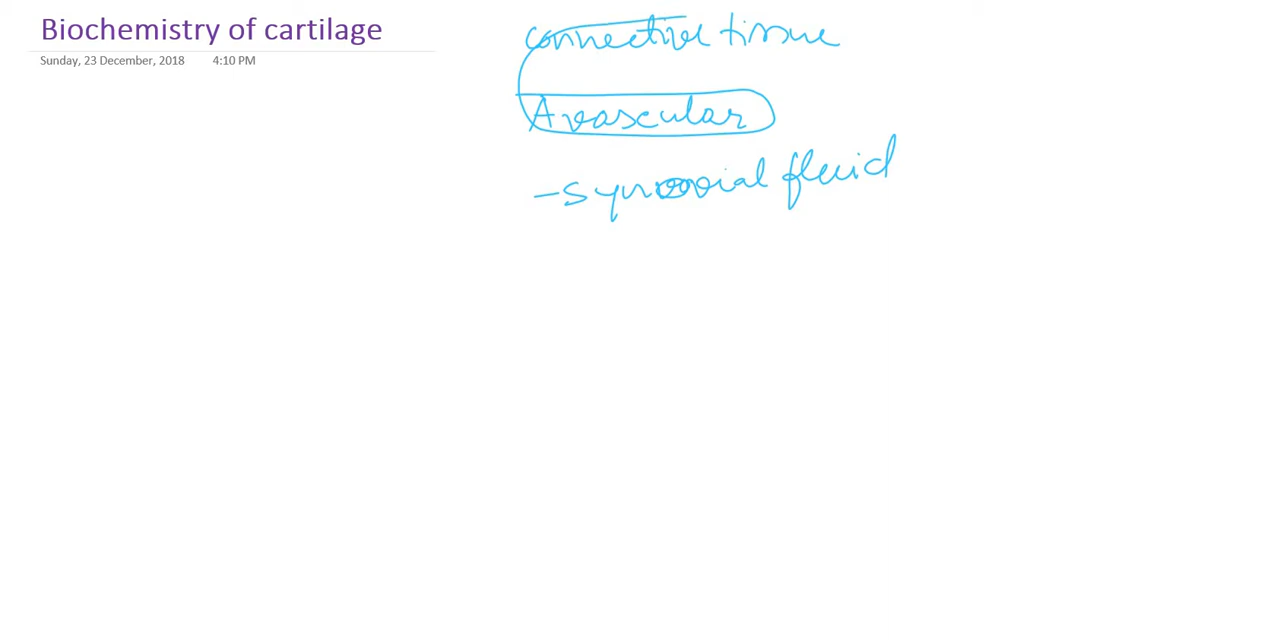 Biochemistry of cartilage
Sunday, 23 December, 2018 4:10 PM
connective tissue
Avascular
-synovial fluid